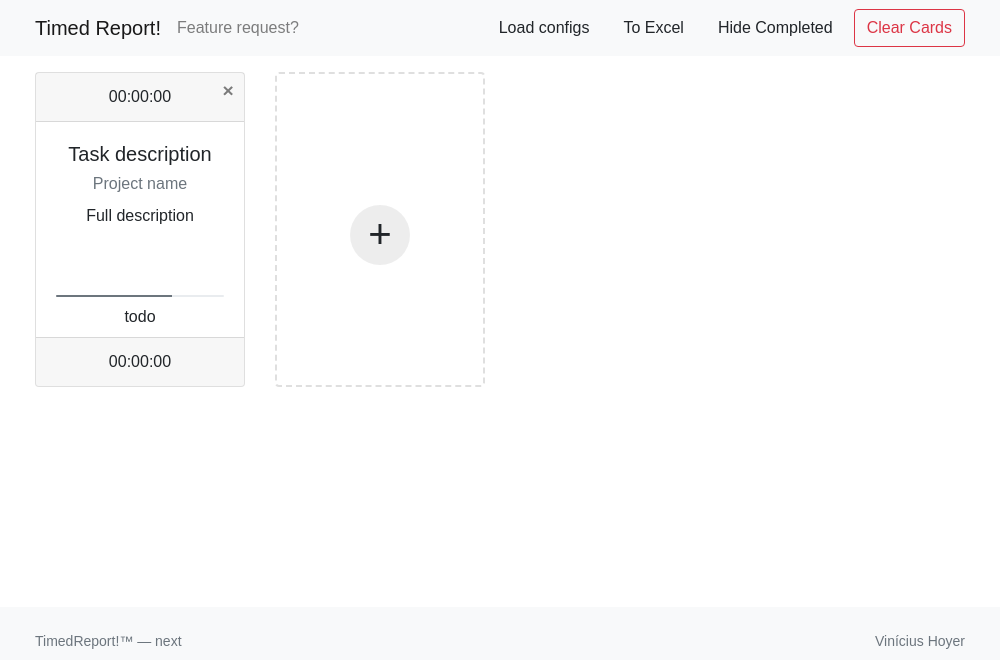 Timed Report! Feature request? Load configs To Excel Hide Completed Clear Cards
00:00:00 ×
Task description
Project name
Full description
+
todo
00:00:00
TimedReport!™ — next Vinícius Hoyer